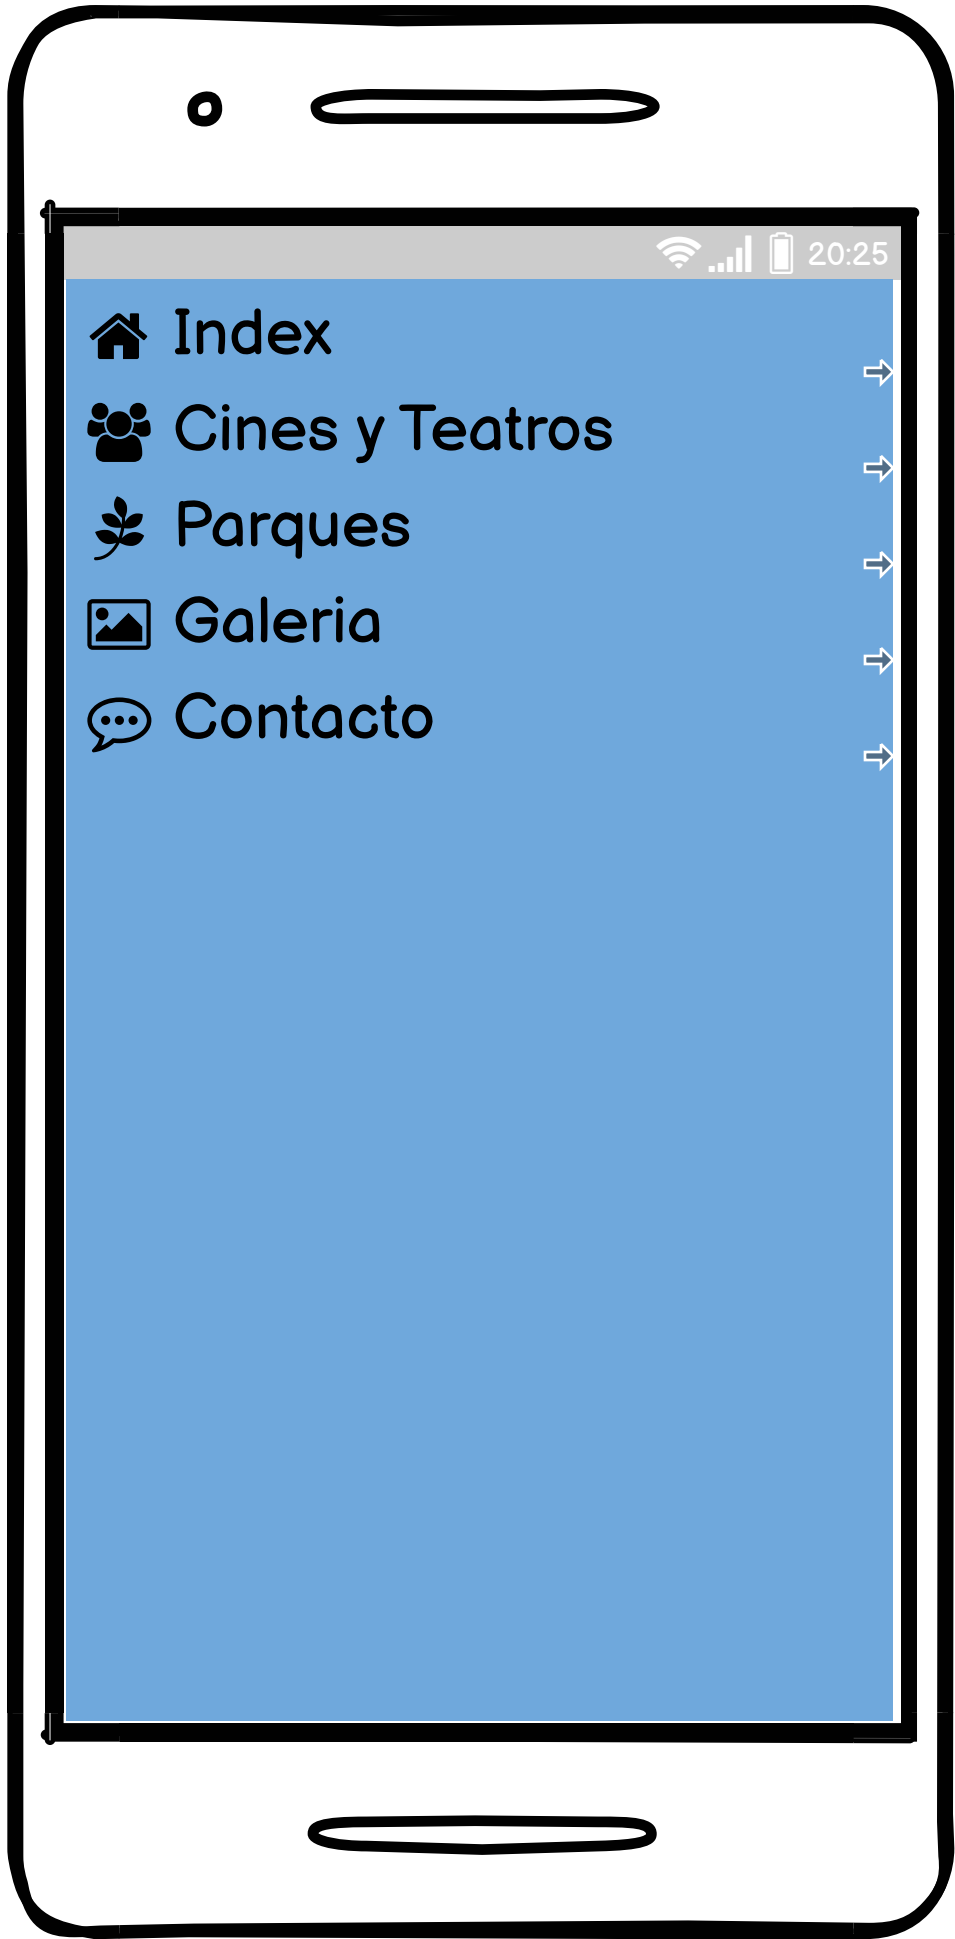 20:25
Index
Cines y Teatros
Parques
Galeria
Contacto